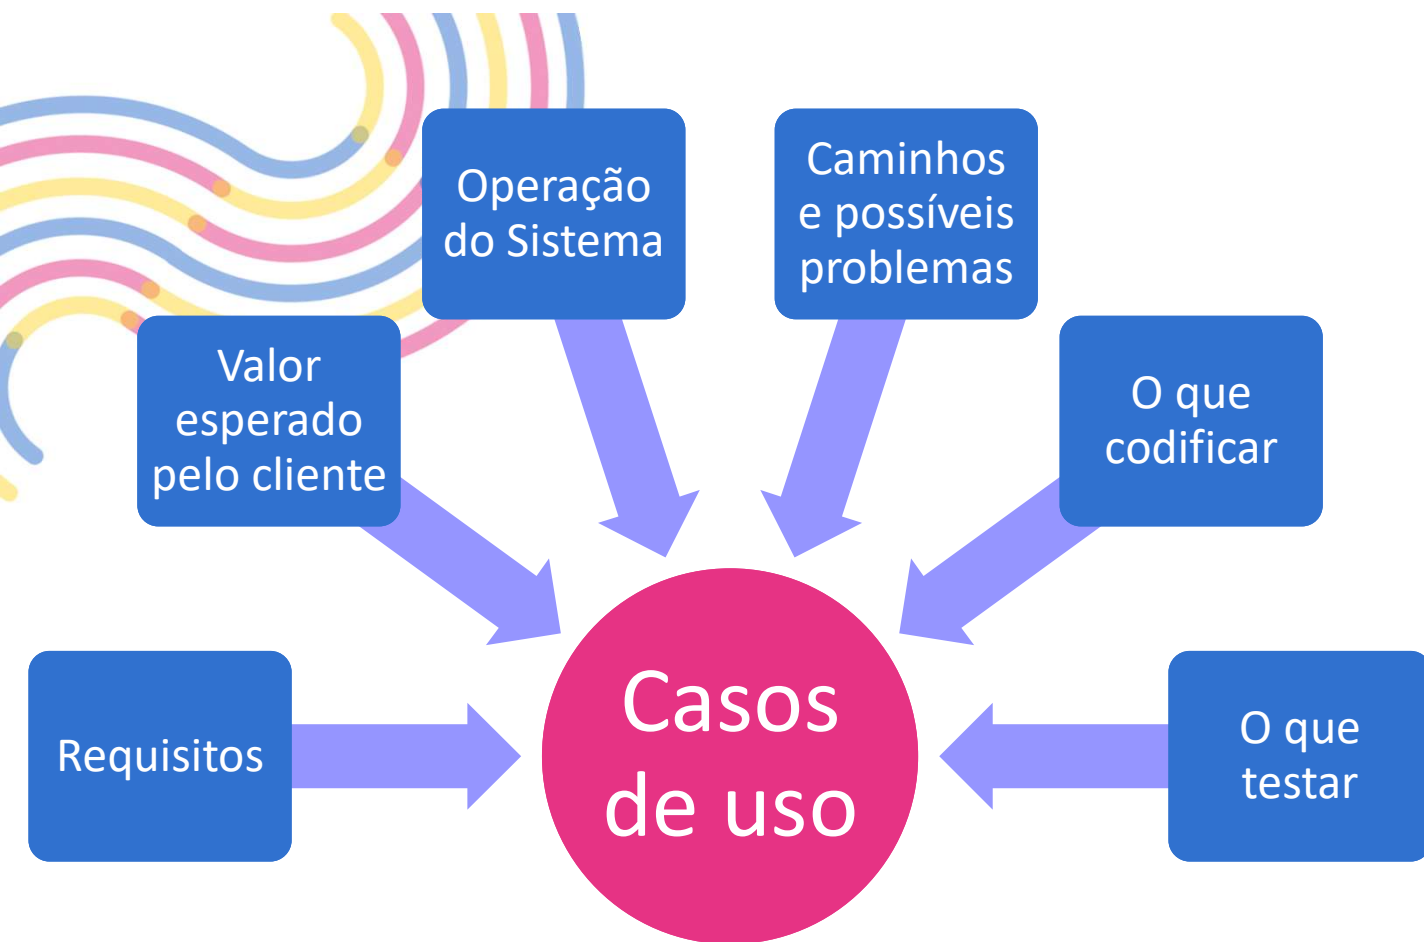 Operação
do Sistema
Caminhos
e possíveis
problemas
Valor
esperado
pelo cliente
O que
codificar
Requisitos
Casos
de uso
O que
testar